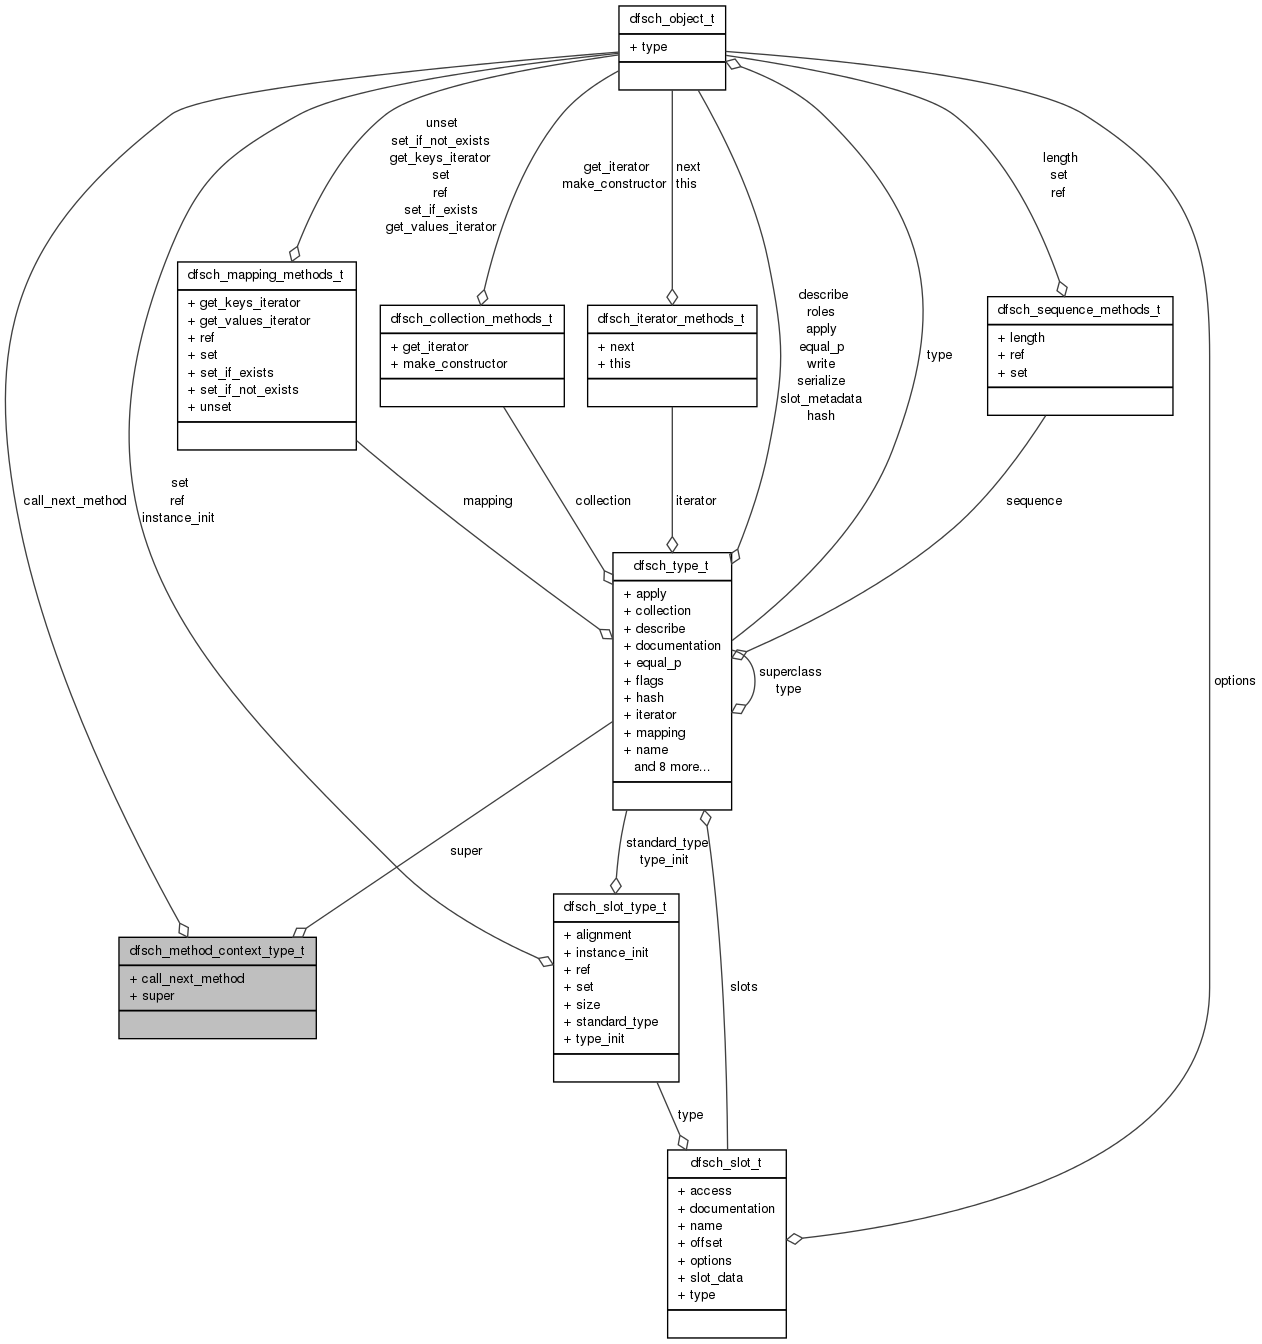 dfsch_object_t
+ type
unset
set_if_not_exists
get_keys_iterator
set
ref
set_if_exists
get_values_iterator
get_iterator
make_constructor
next
this
length
set
ref
dfsch_mapping_methods_t
+ get_keys_iterator
+ get_values_iterator
+ ref
+ set
+ set_if_exists
+ set_if_not_exists
+ unset
dfsch_collection_methods_t
+ get_iterator
+ make_constructor
dfsch_iterator_methods_t
+ next
+ this
describe
roles
apply
equal_p
write
serialize
slot_metadata
hash
type
dfsch_sequence_methods_t
+ length
+ ref
+ set
call_next_method
set
ref
instance_init
mapping
collection
iterator
sequence
dfsch_type_t
+ apply
+ collection
+ describe
+ documentation
+ equal_p
+ flags
+ hash
+ iterator
+ mapping
+ name
and 8 more...
superclass
type
options
super
standard_type
type_init
dfsch_method_context_type_t
+ call_next_method
+ super
dfsch_slot_type_t
+ alignment
+ instance_init
+ ref
+ set
+ size
+ standard_type
+ type_init
slots
type
dfsch_slot_t
+ access
+ documentation
+ name
+ offset
+ options
+ slot_data
+ type